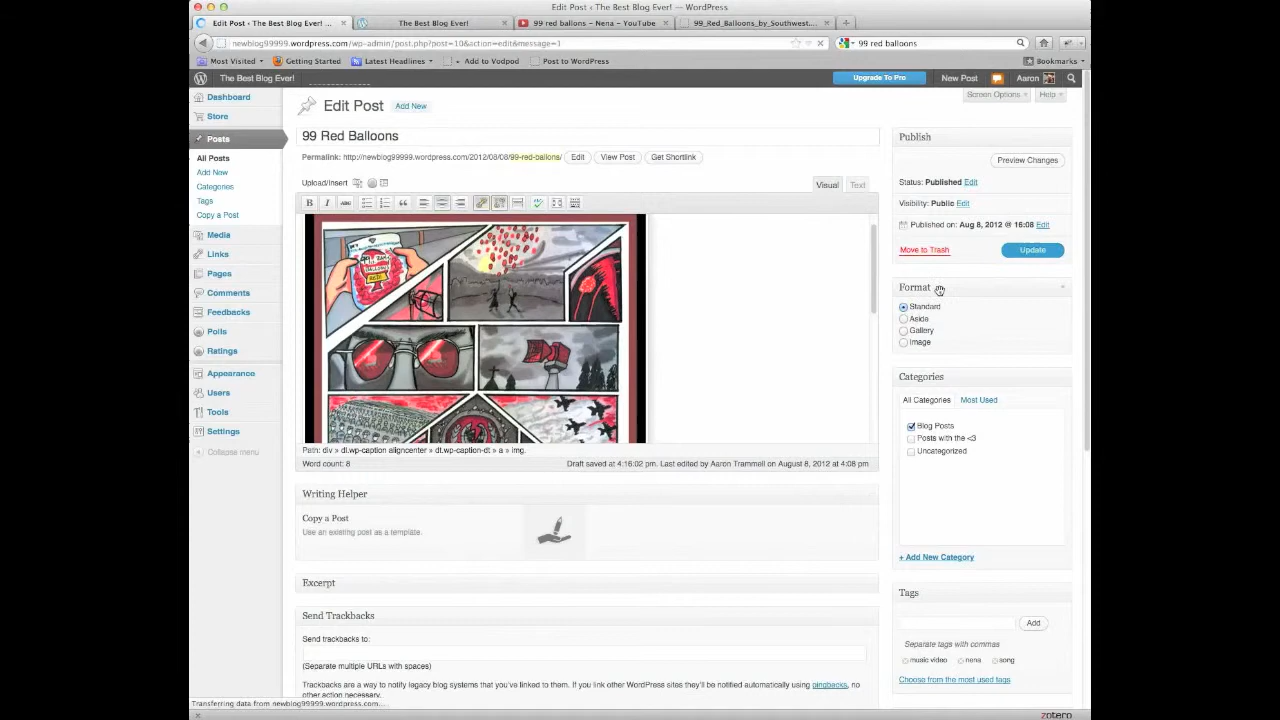 Edit Post ‹ The Best Blog Ever! — WordPress
Edit Post ‹ The Best Blog Ever! ...
The Best Blog Ever!
99 red ballons – Nena – YouTube
99_Red_Balloons_by_Southwest....
newblog99999.wordpress.com/wp-admin/post.php?post=10&action=edit&message=1
99 red balloons
Most Visited
Getting Started
Latest Headlines
Add to Vodpod
Post to WordPress
Bookmarks
The Best Blog Ever!
Upgrade To Pro
New Post
Aaron
Dashboard
Store
Posts
All Posts
Add New
Categories
Tags
Copy a Post
Media
Links
Pages
Comments
Feedback
Polls
Ratings
Appearance
Users
Tools
Settings
Collapse menu
Screen Options
Help
Edit Post Add New
99 Red Balloons
Permalink: http://newblog99999.wordpress.com/2012/08/08/99-red-ballons/ Edit View Post Get Shortlink
Upload/Insert
Visual Text
B I ABC
Path: div » dl.wp-caption aligncenter » dt.wp-caption-dt » a » img.
Word count: 8
Draft saved at 4:16:02 pm. Last edited by Aaron Trammell on August 8, 2012 at 4:08 pm
Writing Helper
Copy a Post
Use an existing post as a template.
Excerpt
Send Trackbacks
Send trackbacks to:
(Separate multiple URLs with spaces)
Trackbacks are a way to notify legacy blog systems that you've linked to them. If you link other WordPress sites they'll be notified automatically using pingbacks, no
other action necessary.
Publish
Preview Changes
Status: Published Edit
Visibility: Public Edit
Published on: Aug 8, 2012 @ 16:08 Edit
Move to Trash
Update
Format
Standard
Aside
Gallery
Image
Categories
All Categories Most Used
Blog Posts
Posts with the <3
Uncategorized
+ Add New Category
Tags
Add
Separate tags with commas
music video nena song
Choose from the most used tags
Transferring data from newblog99999.wordpress.com...
zotero